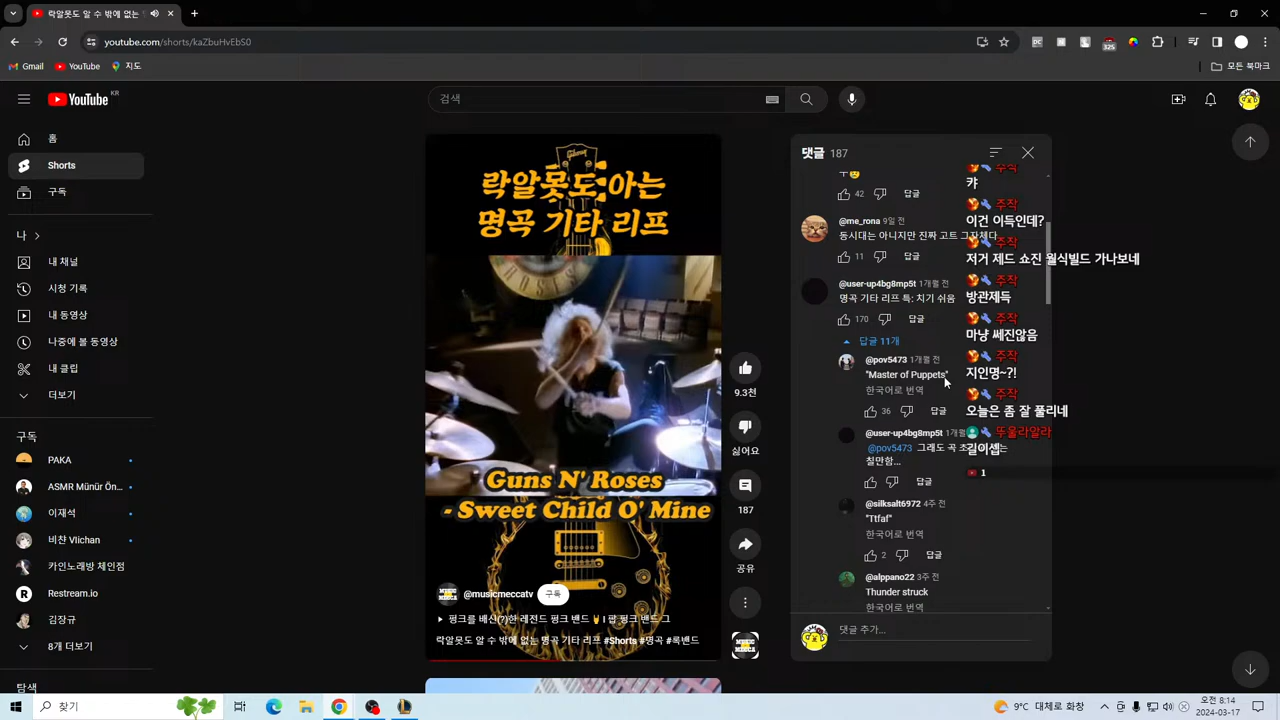 락알못도 알 수 밖에 없는
youtube.com/shorts/kaZbuHvEbS0
Gmail
YouTube
지도
모든 북마크
YouTube KR
검색
홈
Shorts
구독
나
내 채널
시청 기록
내 동영상
나중에 볼 동영상
내 클립
더보기
구독
PAKA
ASMR Münür Ön...
이재석
비챤 VIichan
카인노래방 체인점
Restream.io
김장규
8개 더보기
탐색
Gibson
락알못도 아는
명곡 기타 리프
Guns N' Roses
- Sweet Child O' Mine
@musicmeccatv
구독
펑크를 배신(?)한 레전드 펑크 밴드🤘 I 팝 펑크 밴드 그
락알못도 알 수 밖에 없는 명곡 기타 리프 #Shorts #명곡 #록밴드
9.3천
싫어요
187
공유
댓글 187
42
답글
@me_rona 9일 전
동시대는 아니지만 진짜 고트 그자체다
11
답글
@user-up4bg8mp5t 1개월 전
명곡 기타 리프 특: 치기 쉬움
170
답글
답글 11개
@pov5473 1개월 전
"Master of Puppets"
한국어로 번역
36
답글
@user-up4bg8mp5t 1개월
@pov5473 그래도 곡
칠만함...
답글
@silksalt6972 4주 전
"Ttfaf"
한국어로 번역
2
답글
@alppano22 3주 전
Thunder struck
한국어로 번역
댓글 추가...
주작
캬
주작
이건 이득인데?
주작
저거 제드 쇼진 월식빌드 가나보네
주작
방관제득
주작
마냥 쎄진않음
주작
지인명~?!
주작
오늘은 좀 잘 풀리네
뚜울라알라
길이셉
1
찾기
9°C 대체로 화창
오전 8:14
2024-03-17